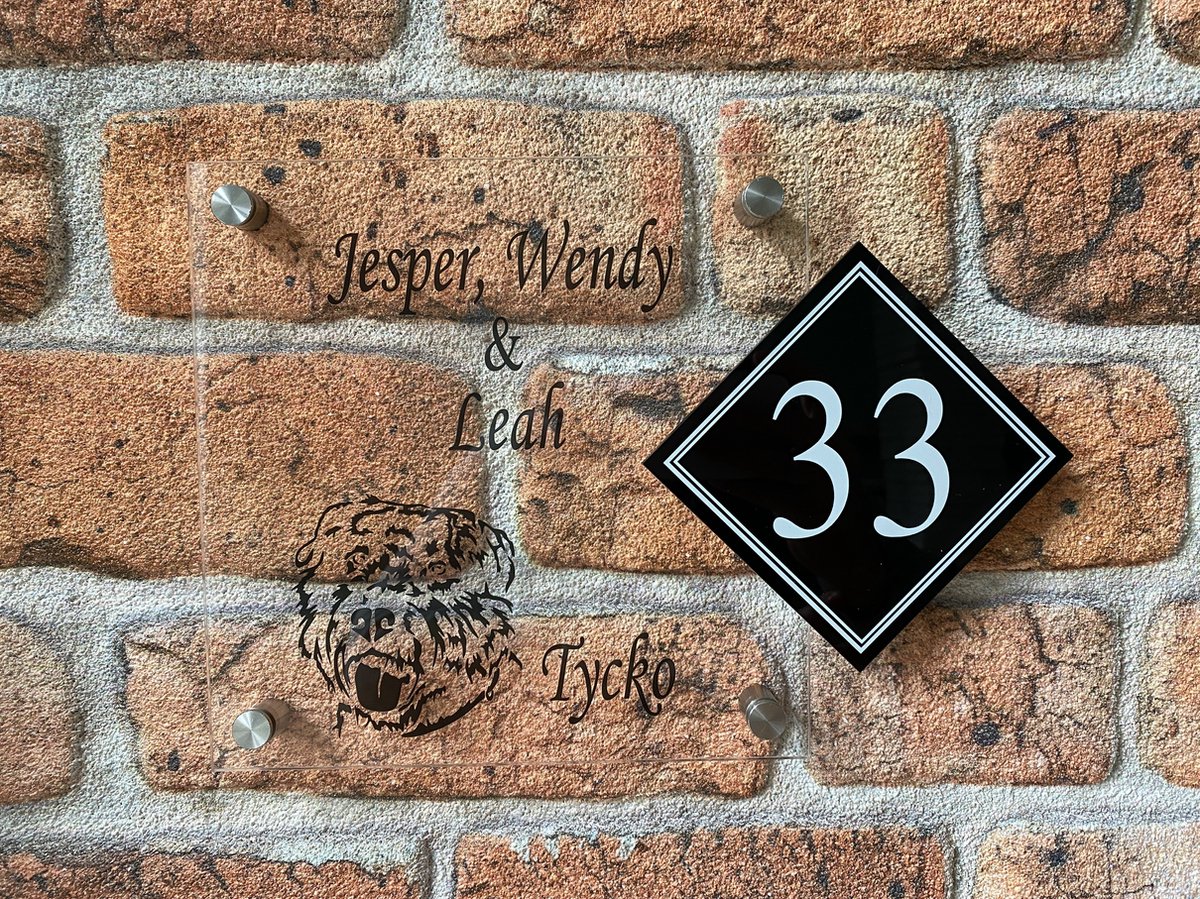 Jesper, Wendy
&
Leah
33
Tycko